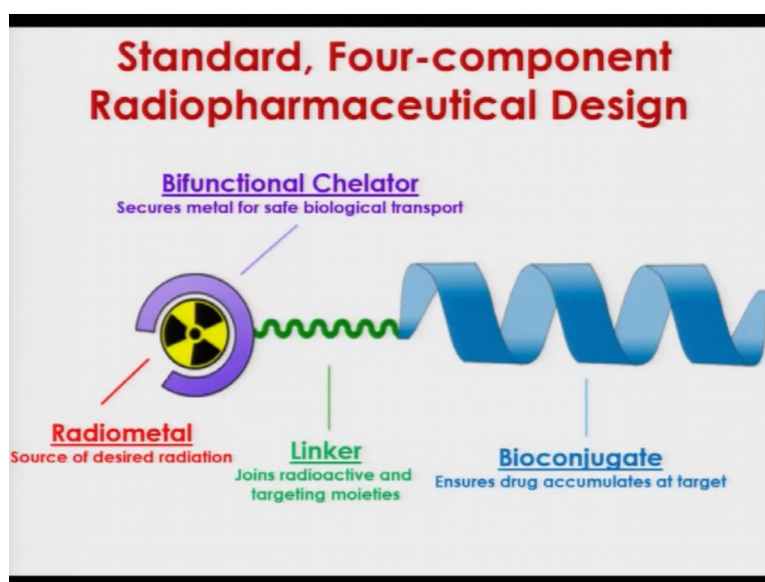 Standard, Four-component
Radiopharmaceutical Design
Bifunctional Chelator
Secures metal for safe biological transport
Radiometal
Source of desired radiation
Linker
Joins radioactive and
targeting moieties
Bioconjugate
Ensures drug accumulates at target